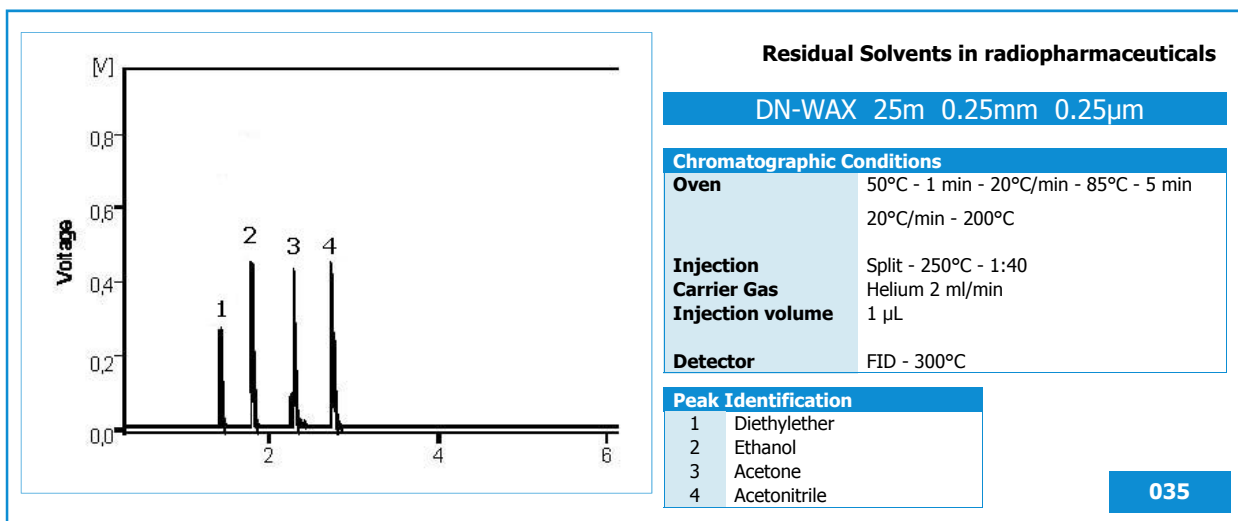 Residual Solvents in radiopharmaceuticals
DN-WAX 25m 0.25mm 0.25µm
[V]
0,8
0,6
0,4
0,2
0,0
Voltage
1
2
3
4
2
4
6
Chromatographic Conditions
Oven 50°C - 1 min - 20°C/min - 85°C - 5 min
20°C/min - 200°C
Injection Split - 250°C - 1:40
Carrier Gas Helium 2 ml/min
Injection volume 1 µL
Detector FID - 300°C
Peak Identification
1 Diethylether
2 Ethanol
3 Acetone
4 Acetonitrile
035